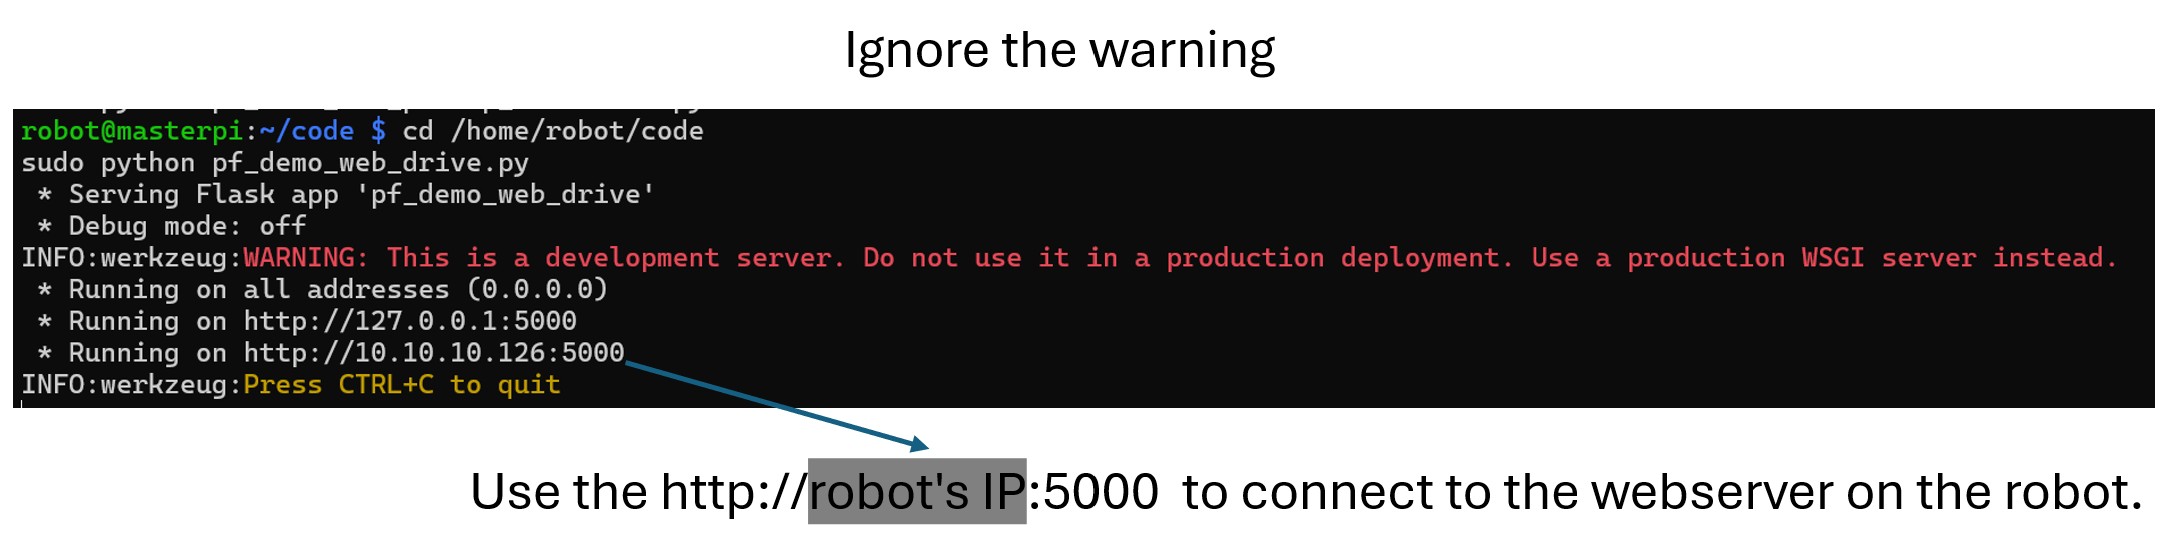 Ignore the warning
robot@masterpi:~/code $ cd /home/robot/code
sudo python pf_demo_web_drive.py
 * Serving Flask app 'pf_demo_web_drive'
 * Debug mode: off
INFO:werkzeug:WARNING: This is a development server. Do not use it in a production deployment. Use a production WSGI server instead.
 * Running on all addresses (0.0.0.0)
 * Running on http://127.0.0.1:5000
 * Running on http://10.10.10.126:5000
INFO:werkzeug:Press CTRL+C to quit
Use the http://robot's IP:5000 to connect to the webserver on the robot.